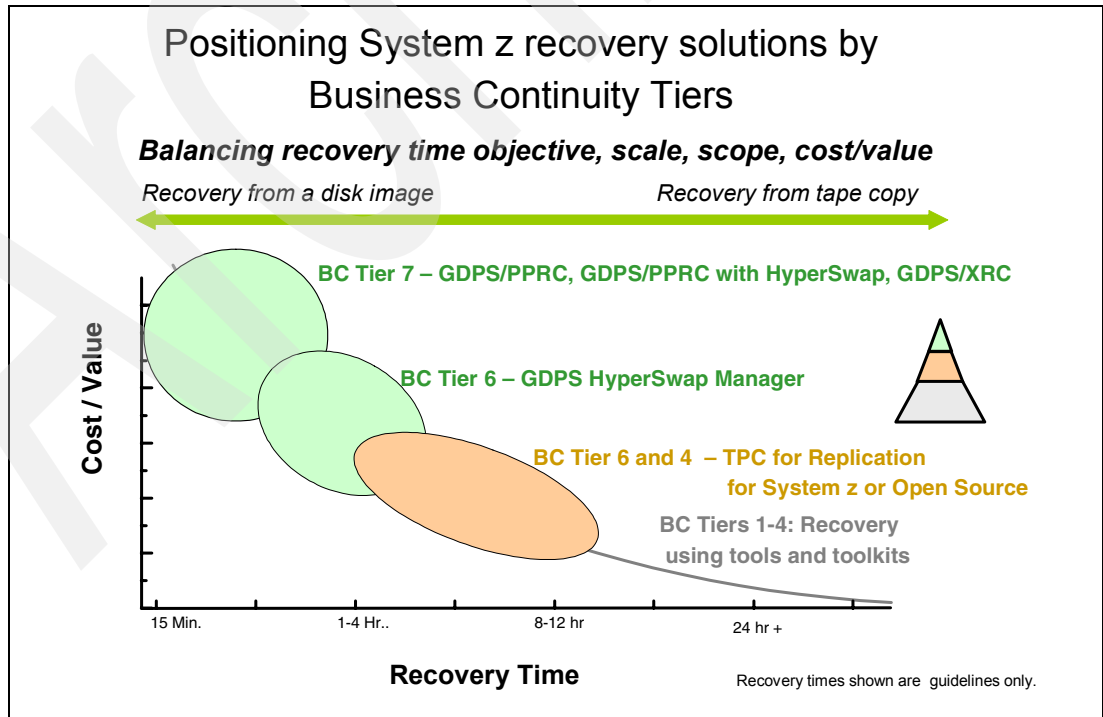 Positioning System z recovery solutions by
Business Continuity Tiers
Balancing recovery time objective, scale, scope, cost/value
Recovery from a disk image
Recovery from tape copy
BC Tier 7 – GDPS/PPRC, GDPS/PPRC with HyperSwap, GDPS/XRC
BC Tier 6 – GDPS HyperSwap Manager
BC Tier 6 and 4 – TPC for Replication
for System z or Open Source
BC Tiers 1-4: Recovery
using tools and toolkits
Cost / Value
15 Min.
1-4 Hr..
8-12 hr
24 hr +
Recovery Time
Recovery times shown are guidelines only.